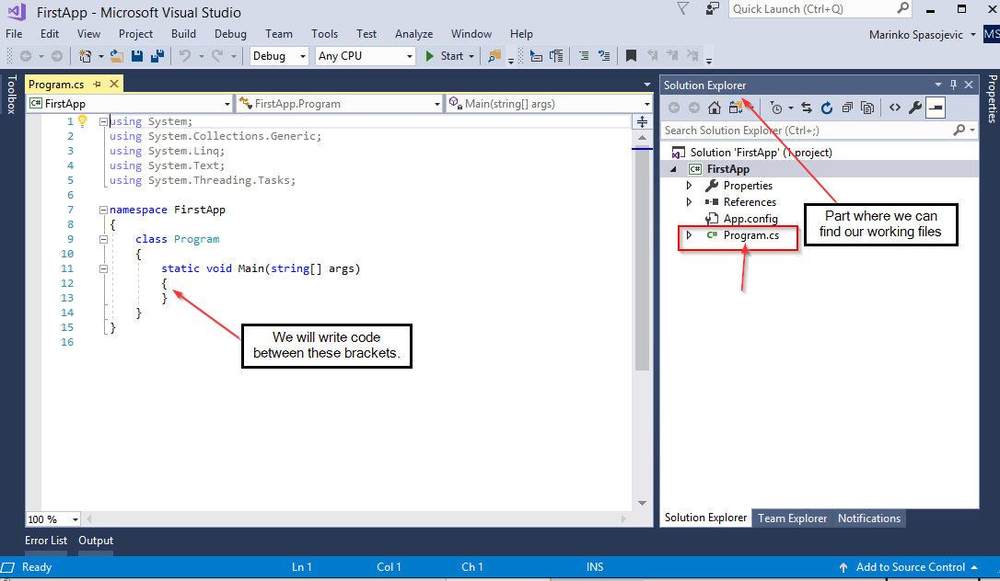 FirstApp - Microsoft Visual Studio
Quick Launch (Ctrl+Q)
File Edit View Project Build Debug Team Tools Test Analyze Window Help
Marinko Spasojevic MS
Debug Any CPU Start
Toolbox
Program.cs
FirstApp FirstApp.Program Main(string[] args)
1 using System;
2 using System.Collections.Generic;
3 using System.Linq;
4 using System.Text;
5 using System.Threading.Tasks;
6
7 namespace FirstApp
8 {
9 class Program
10 {
11 static void Main(string[] args)
12 {
13 }
14 }
15 }
16
We will write code
between these brackets.
100 %
Solution Explorer
Search Solution Explorer (Ctrl+;)
Solution 'FirstApp' (1 project)
C# FirstApp
Properties
References
App.config
C# Program.cs
Part where we can
find our working files
Solution Explorer Team Explorer Notifications
Properties
Error List Output
Ready Ln 1 Col 1 Ch 1 INS Add to Source Control